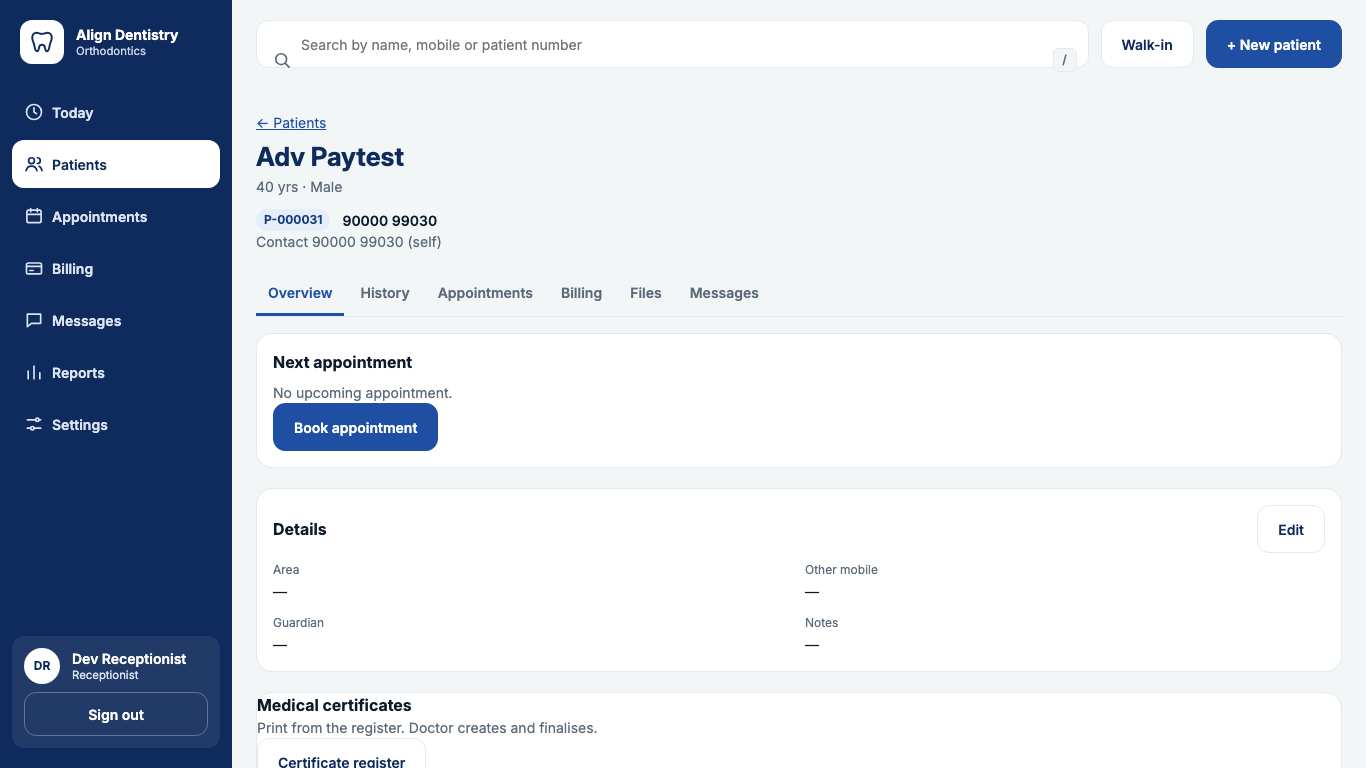 Align Dentistry
Orthodontics
Today
Patients
Appointments
Billing
Messages
Reports
Settings
DR
Dev Receptionist
Receptionist
Sign out
Search by name, mobile or patient number
/
Walk-in
+ New patient
← Patients
Adv Paytest
40 yrs · Male
P-000031 90000 99030
Contact 90000 99030 (self)
Overview History Appointments Billing Files Messages
Next appointment
No upcoming appointment.
Book appointment
Details
Edit
Area Other mobile
— —
Guardian Notes
— —
Medical certificates
Print from the register. Doctor creates and finalises.
Certificate register